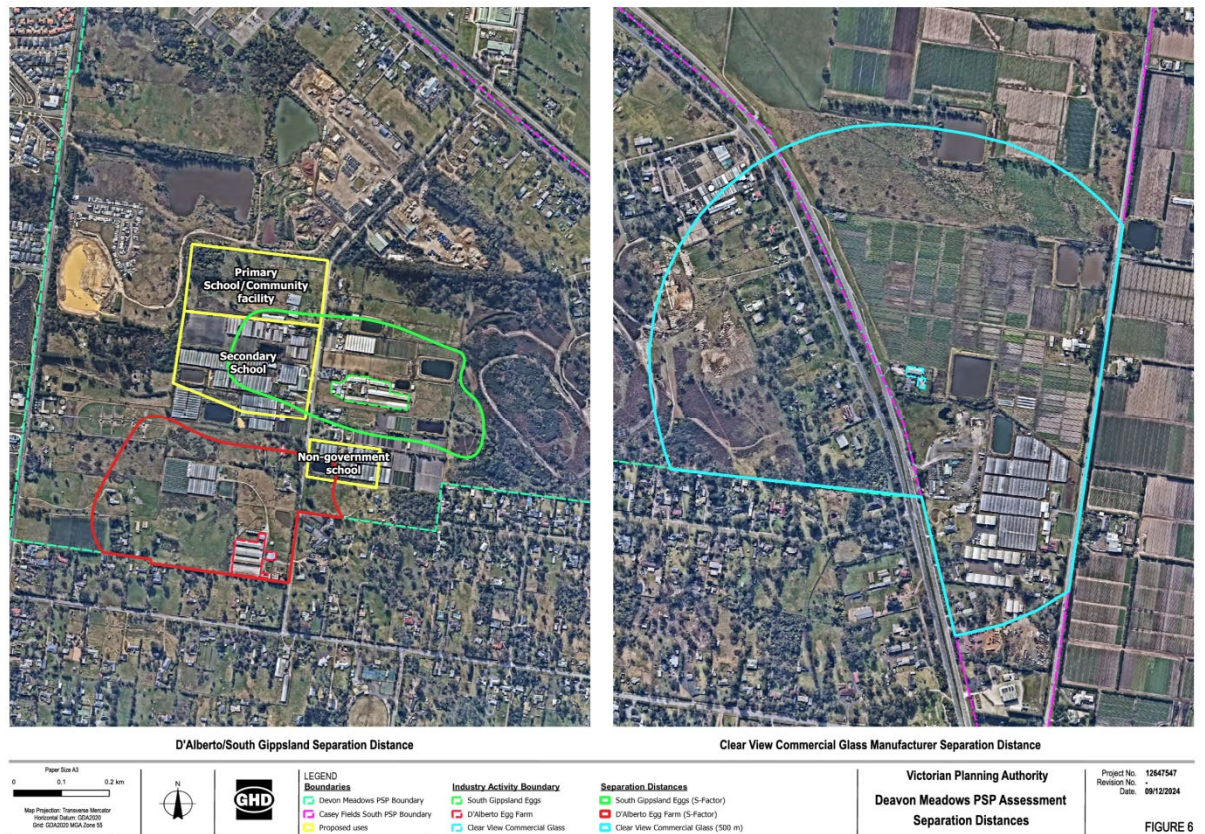 Primary
School/Community
facility
Secondary
School
Non-government
school
D'Alberto/South Gippsland Separation Distance
Clear View Commercial Glass Manufacturer Separation Distance
Paper Size A3
0 0.1 0.2 km
Map Projection: Transverse Mercator
Horizontal Datum: GDA2020
Grid: GDA2020 MGA Zone 55
N
GHD
LEGEND
Boundaries
Devon Meadows PSP Boundary
Casey Fields South PSP Boundary
Proposed uses
Industry Activity Boundary
South Gippsland Eggs
D'Alberto Egg Farm
Clear View Commercial Glass
Separation Distances
South Gippsland Eggs (S-Factor)
D'Alberto Egg Farm (S-Factor)
Clear View Commercial Glass (500 m)
Victorian Planning Authority
Deavon Meadows PSP Assessment
Separation Distances
Project No. 12647547
Revision No. -
Date. 09/12/2024
FIGURE 6